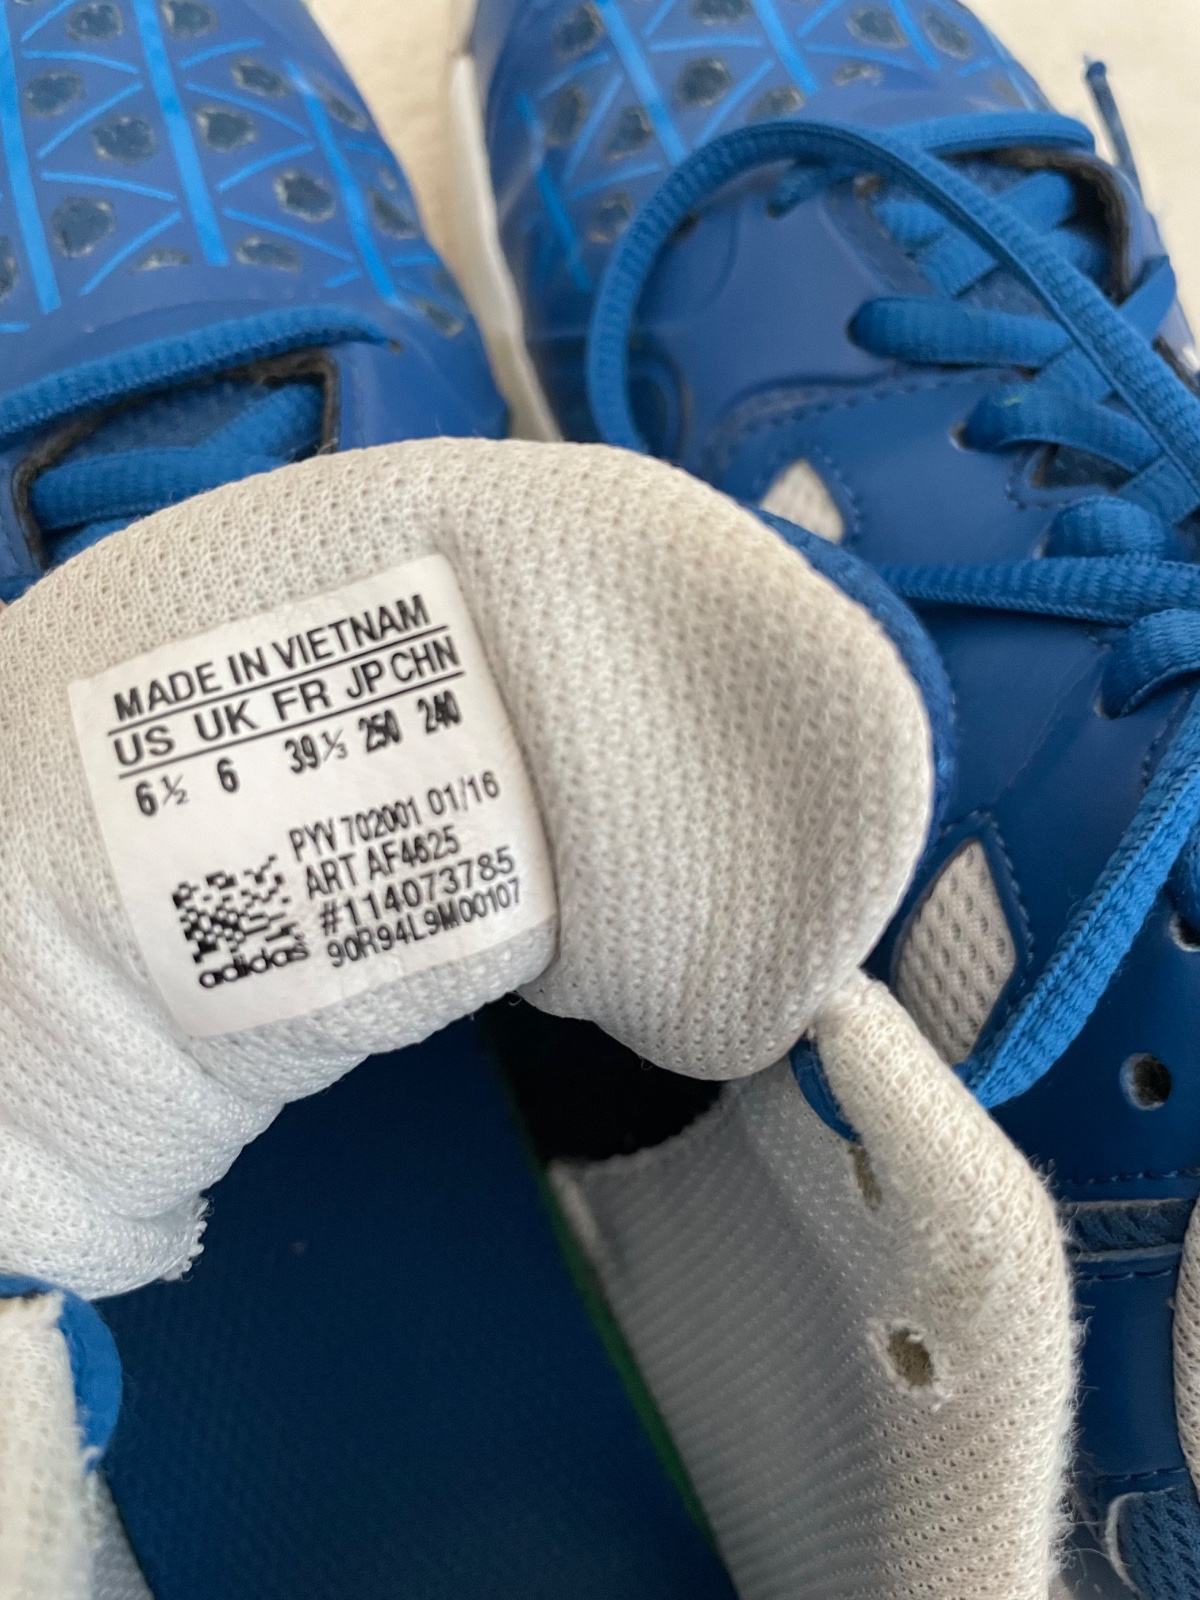 MADE IN VIETNAM
US UK FR JP CHN
6½ 6 39⅓ 250 240
PYV 702001 01/16
ART AF4625
#114073785
90R94L9M00107
adidas